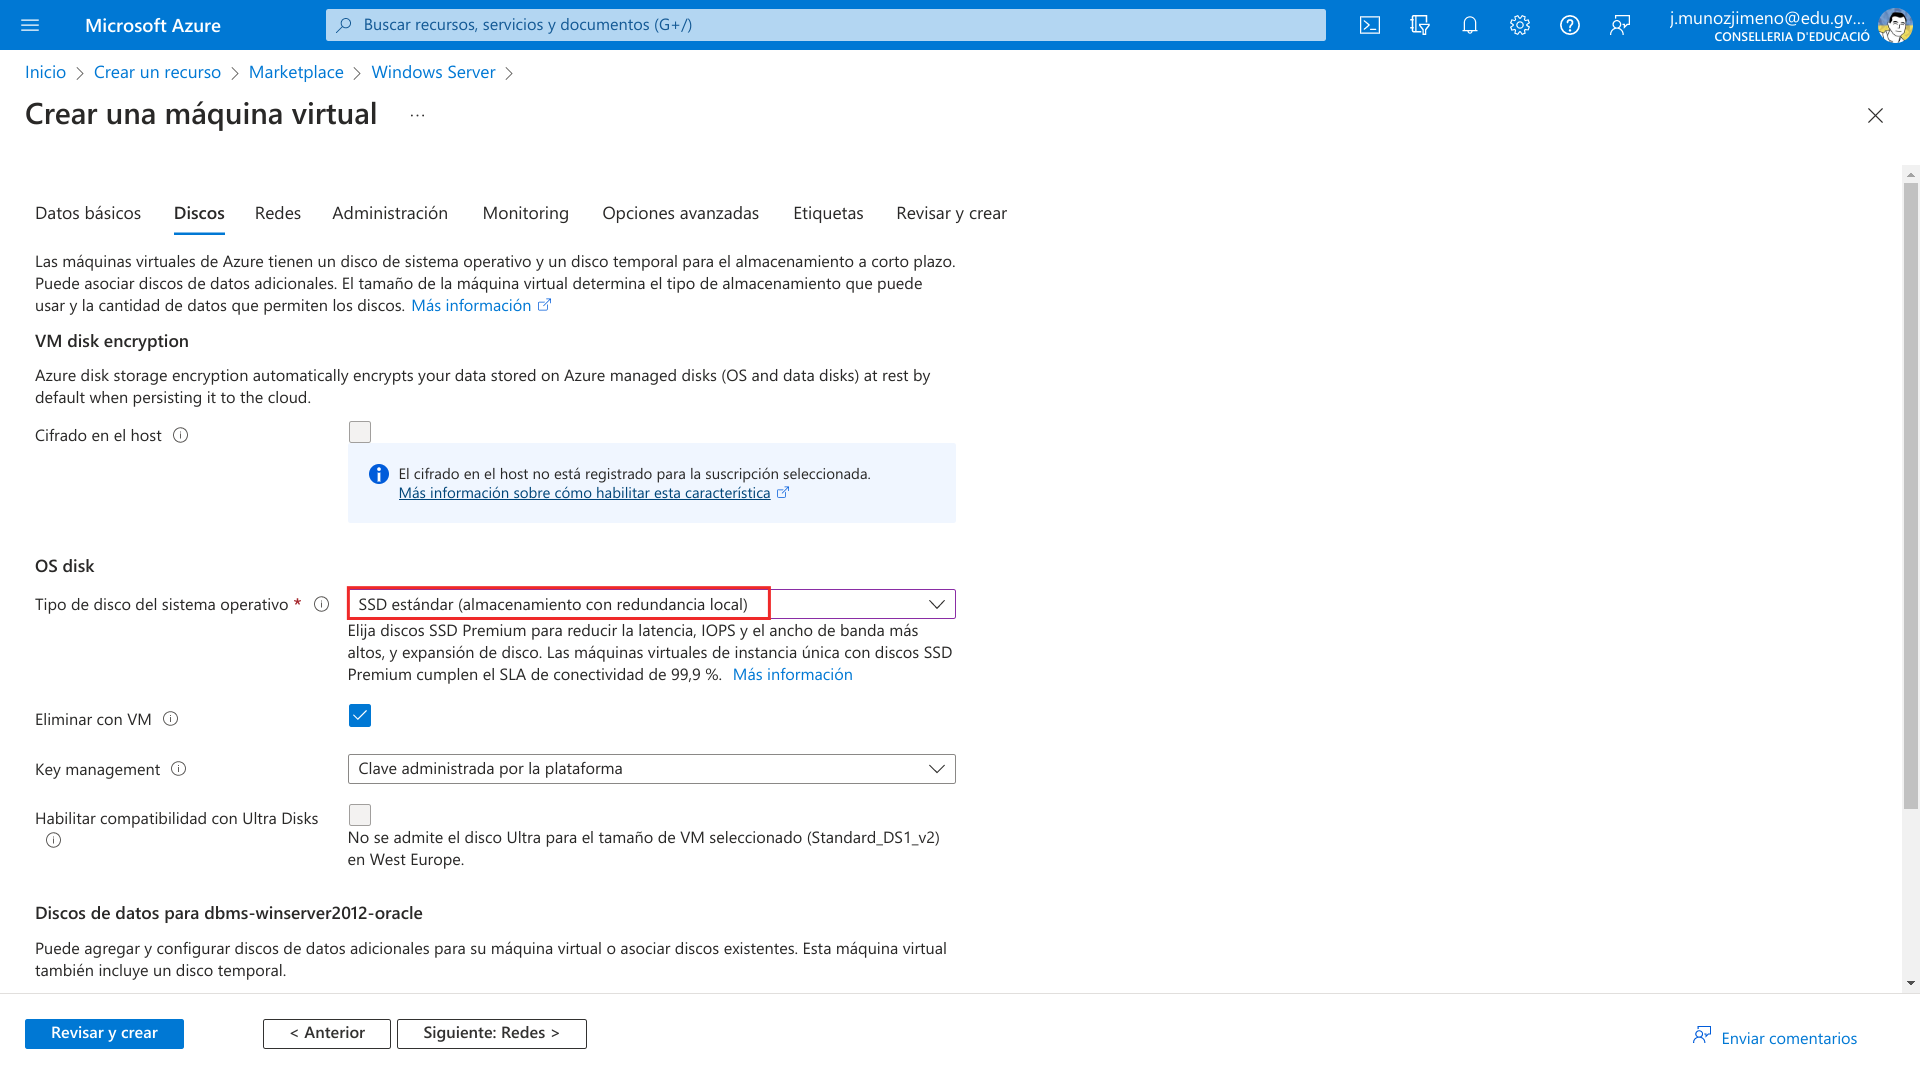 Microsoft Azure
Buscar recursos, servicios y documentos (G+/)
j.munozjimeno@edu.gv...
CONSELLERIA D'EDUCACIÓ
Inicio > Crear un recurso > Marketplace > Windows Server >
Crear una máquina virtual ...
Datos básicos Discos Redes Administración Monitoring Opciones avanzadas Etiquetas Revisar y crear
Las máquinas virtuales de Azure tienen un disco de sistema operativo y un disco temporal para el almacenamiento a corto plazo.
Puede asociar discos de datos adicionales. El tamaño de la máquina virtual determina el tipo de almacenamiento que puede
usar y la cantidad de datos que permiten los discos. Más información
VM disk encryption
Azure disk storage encryption automatically encrypts your data stored on Azure managed disks (OS and data disks) at rest by
default when persisting it to the cloud.
Cifrado en el host
El cifrado en el host no está registrado para la suscripción seleccionada.
Más información sobre cómo habilitar esta característica
OS disk
Tipo de disco del sistema operativo *
SSD estándar (almacenamiento con redundancia local)
Elija discos SSD Premium para reducir la latencia, IOPS y el ancho de banda más
altos, y expansión de disco. Las máquinas virtuales de instancia única con discos SSD
Premium cumplen el SLA de conectividad de 99,9 %. Más información
Eliminar con VM
Key management
Clave administrada por la plataforma
Habilitar compatibilidad con Ultra Disks
No se admite el disco Ultra para el tamaño de VM seleccionado (Standard_DS1_v2)
en West Europe.
Discos de datos para dbms-winserver2012-oracle
Puede agregar y configurar discos de datos adicionales para su máquina virtual o asociar discos existentes. Esta máquina virtual
también incluye un disco temporal.
Revisar y crear
< Anterior
Siguiente: Redes >
Enviar comentarios